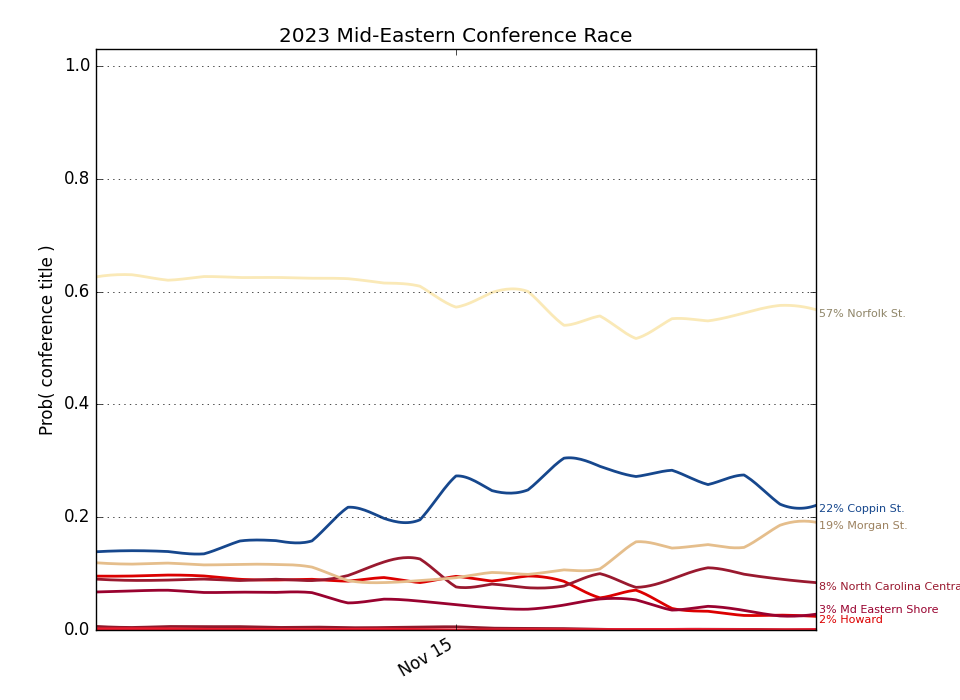 2023 Mid-Eastern Conference Race
1.0
0.8
0.6
0.4
0.2
0.0
Prob( conference title )
Nov 15
57% Norfolk St.
22% Coppin St.
19% Morgan St.
8% North Carolina Centra
3% Md Eastern Shore
2% Howard